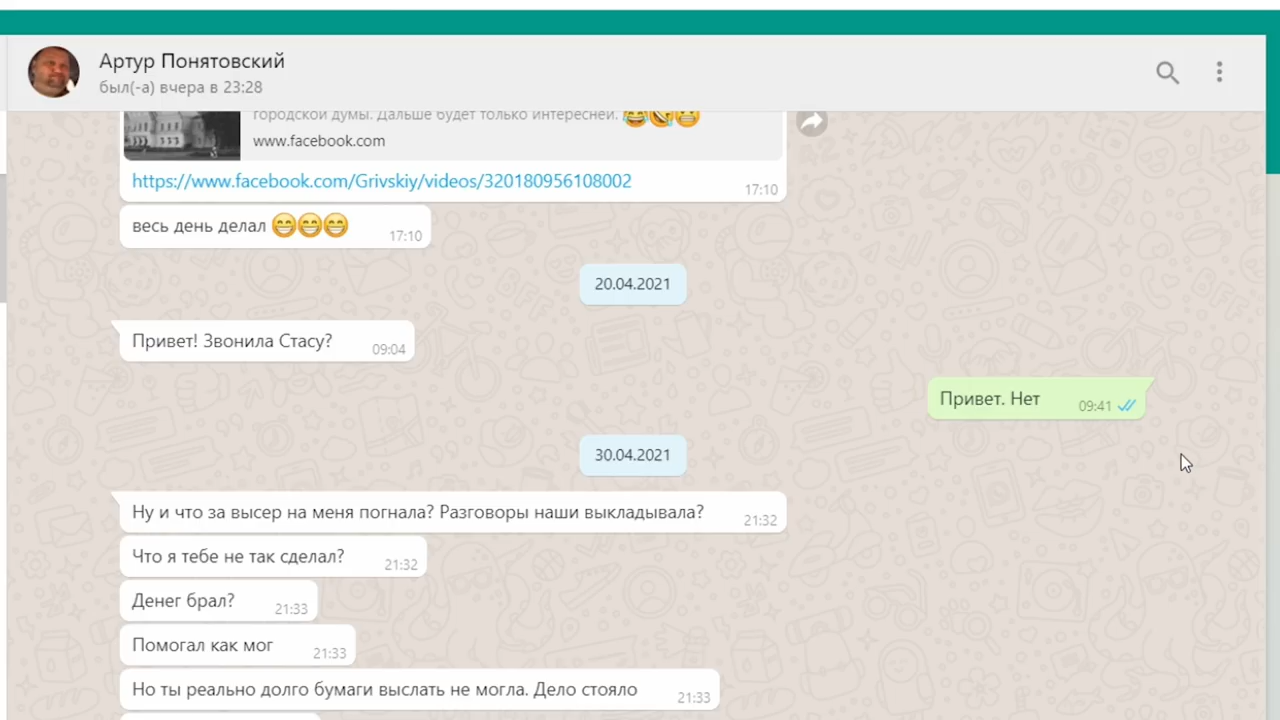 Артур Понятовский
был(-а) вчера в 23:28
городской думы. Дальше будет только интересней. 😂🤣😬
www.facebook.com
https://www.facebook.com/Grivskiy/videos/320180956108002
17:10
весь день делал 😁😁😁
17:10
20.04.2021
Привет! Звонила Стасу?
09:04
Привет. Нет
09:41
30.04.2021
Ну и что за высер на меня погнала? Разговоры наши выкладывала?
21:32
Что я тебе не так сделал?
21:32
Денег брал?
21:33
Помогал как мог
21:33
Но ты реально долго бумаги выслать не могла. Дело стояло
21:33